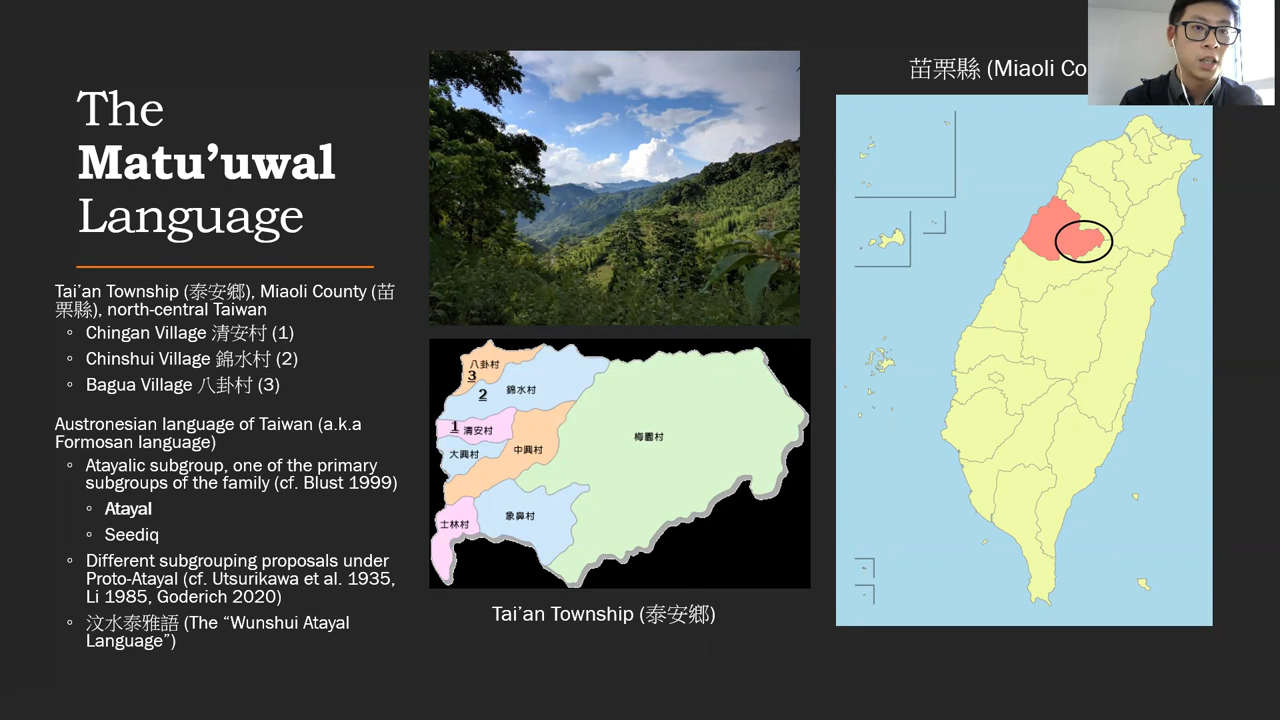 The
Matu’uwal
Language
Tai’an Township (泰安鄉), Miaoli County (苗
栗縣), north-central Taiwan
◦ Chingan Village 清安村 (1)
◦ Chinshui Village 錦水村 (2)
◦ Bagua Village 八卦村 (3)
Austronesian language of Taiwan (a.k.a
Formosan language)
◦ Atayalic subgroup, one of the primary
subgroups of the family (cf. Blust 1999)
◦ Atayal
◦ Seediq
◦ Different subgrouping proposals under
Proto-Atayal (cf. Utsurikawa et al. 1935,
Li 1985, Goderich 2020)
◦ 汶水泰雅語 (The “Wunshui Atayal
Language”)
八卦村
3
2
錦水村
1 清安村
大興村
中興村
梅園村
象鼻村
士林村
Tai’an Township (泰安鄉)
苗栗縣 (Miaoli Co